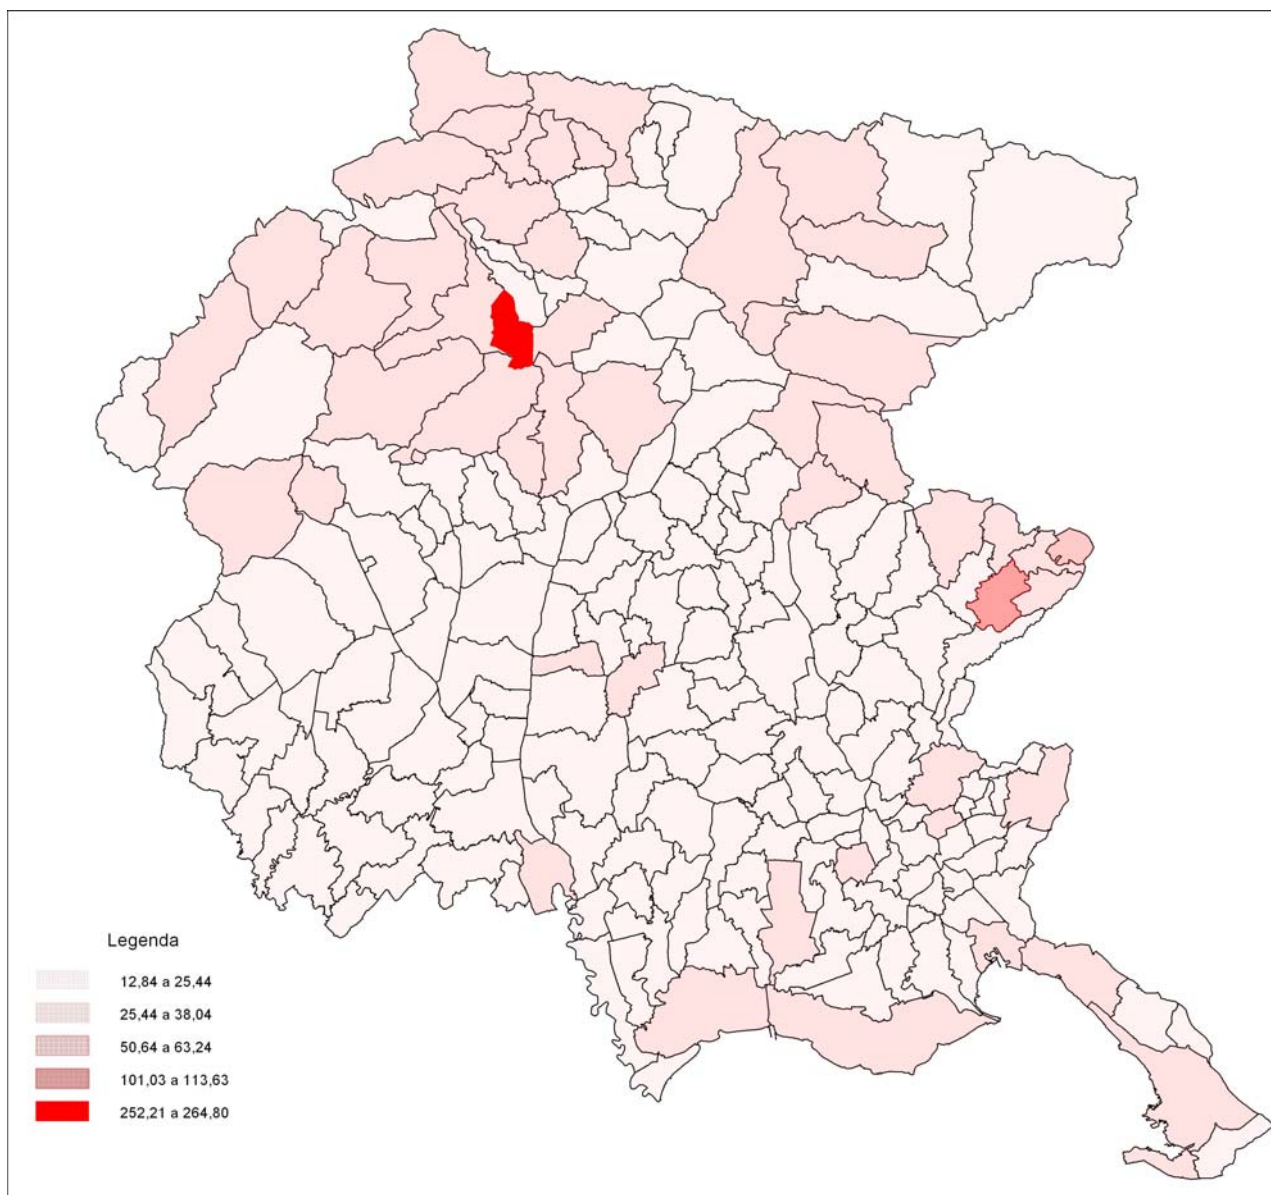 Legenda
12,84 a 25,44
25,44 a 38,04
50,64 a 63,24
101,03 a 113,63
252,21 a 264,80